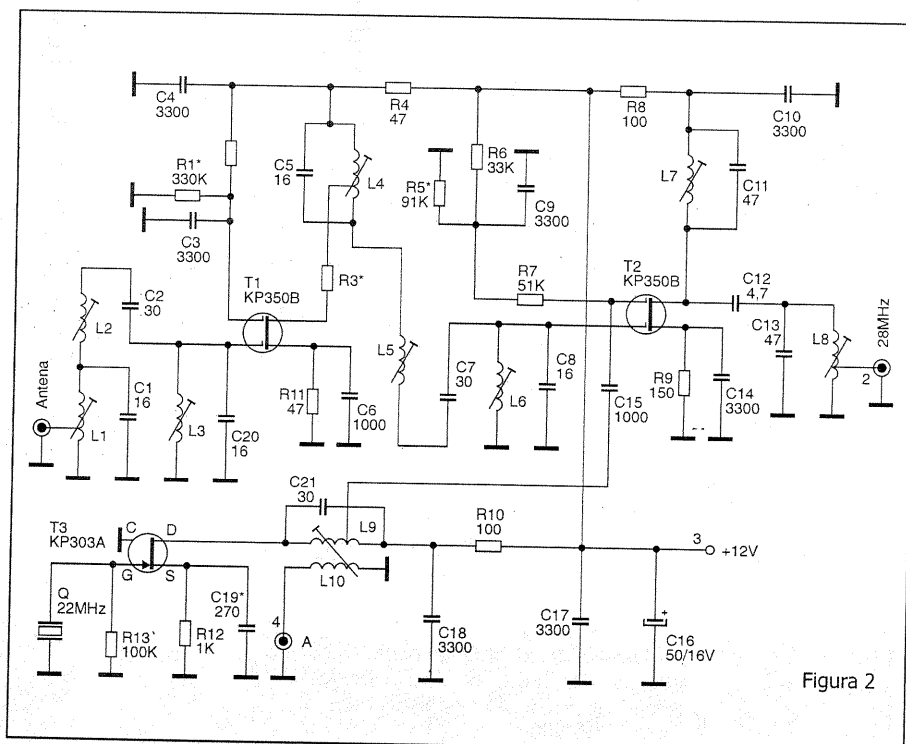 C4
3300
R4
47
R8
100
C10
3300
R1*
330K
C5
16
L4
R6
33K
R5*
91K
C9
3300
L7
C11
47
C3
3300
R3*
T1
KP350B
R7
51K
T2
KP350B
C12
4,7
C2
30
L2
Antena
C1
16
L1
L3
C20
16
R11
47
C6
1000
L5
C7
30
L6
C8
16
C15
1000
R9
150
C14
3300
C13
47
L8
2
28MHz
C21
30
L9
L10
R10
100
3
+12V
T3
KP303A
C
D
G
S
Q
22MHz
R13*
100K
R12
1K
C19*
270
4
A
C18
3300
C17
3300
+
C16
50/16V
Figura 2